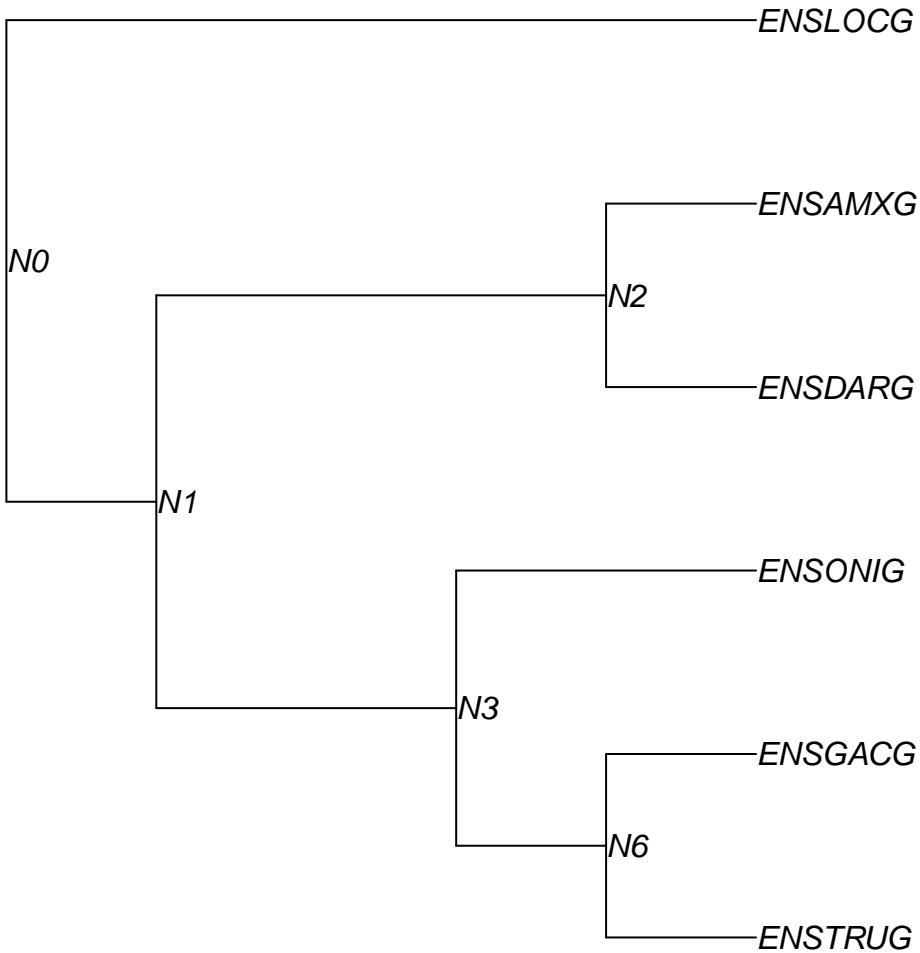 ENSLOCG
ENSAMXG
N0
N2
ENSDARG
N1
ENSONIG
N3
ENSGACG
N6
ENSTRUG